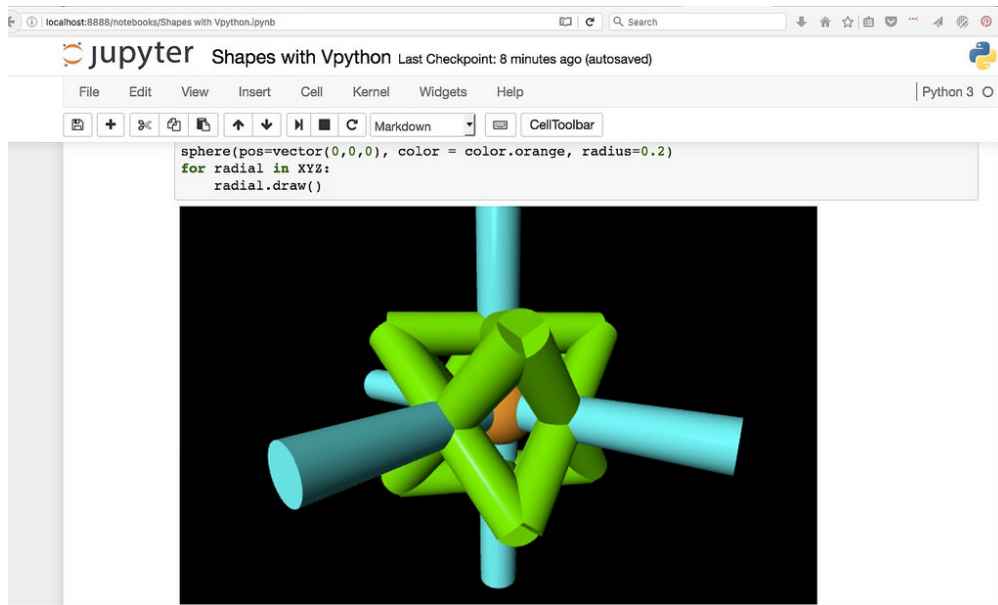 localhost:8888/notebooks/Shapes with Vpython.ipynb
Search
jupyter Shapes with Vpython Last Checkpoint: 8 minutes ago (autosaved)
File Edit View Insert Cell Kernel Widgets Help Python 3
Markdown CellToolbar
sphere(pos=vector(0,0,0), color = color.orange, radius=0.2)
for radial in XYZ:
    radial.draw()